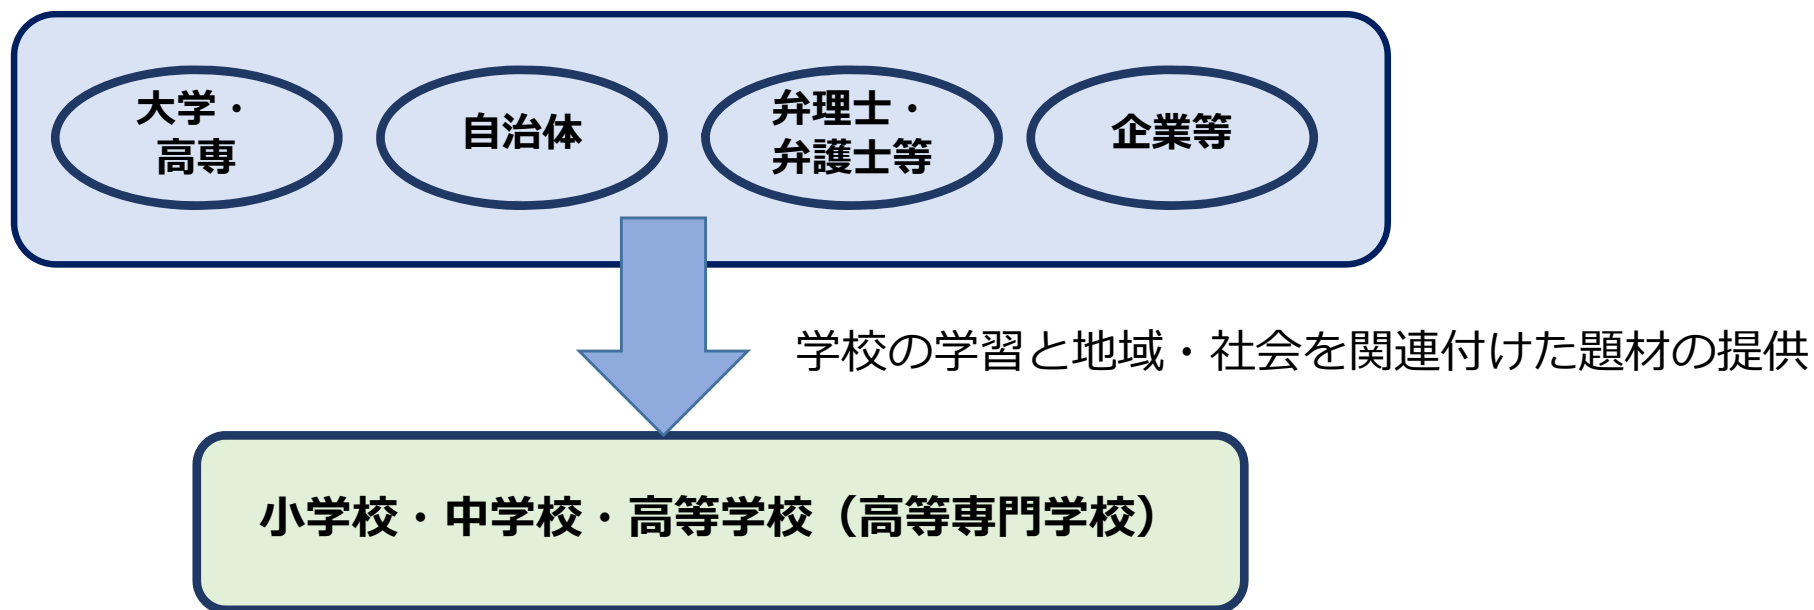 大学・
高専
自治体
弁理士・
弁護士等
企業等
学校の学習と地域・社会を関連付けた題材の提供
小学校・中学校・高等学校（高等専門学校）